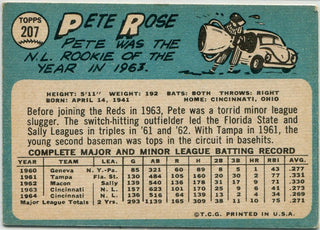 TOPPS
207
PETE ROSE
PETE WAS THE
N.L. ROOKIE OF THE
YEAR IN 1963.
HEIGHT: 5'11" WEIGHT: 192 BATS: BOTH THROWS: RIGHT
BORN: APRIL 14, 1941 HOME: CINCINNATI, OHIO
Before joining the Reds in 1963, Pete was a torrid minor league
slugger. The switch-hitting outfielder led the Florida State and
Sally Leagues in triples in '61 and '62. With Tampa in 1961, the
young second baseman was tops in the circuit in base-hits.
COMPLETE MAJOR AND MINOR LEAGUE BATTING RECORD
YEAR TEAM LEA. G AB R H 2B 3B HR RBI AVG.
1960 Geneva N.Y.-Pa. 85 321 60 89 .277
1961 Tampa Fla. St. 130 484 105 160 20 30 2 77 .331
1962 Macon Sally 139 540 136 178 31 17 9 71 .330
1963 Cincinnati N.L. 157 623 101 170 25 9 6 41 .273
1964 Cincinnati N.L. 136 516 64 139 13 2 4 34 .269
Major League Totals 2 Yrs. 293 1139 165 309 38 11 10 75 .271
©T.C.G. PRINTED IN U.S.A.